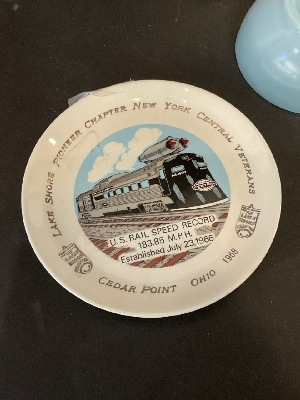 LAKE SHORE PIONEER CHAPTER NEW YORK CENTRAL VETERANS
U.S. RAIL SPEED RECORD
183.85 M.P.H.
Established July 23, 1966
CEDAR POINT OHIO 1968